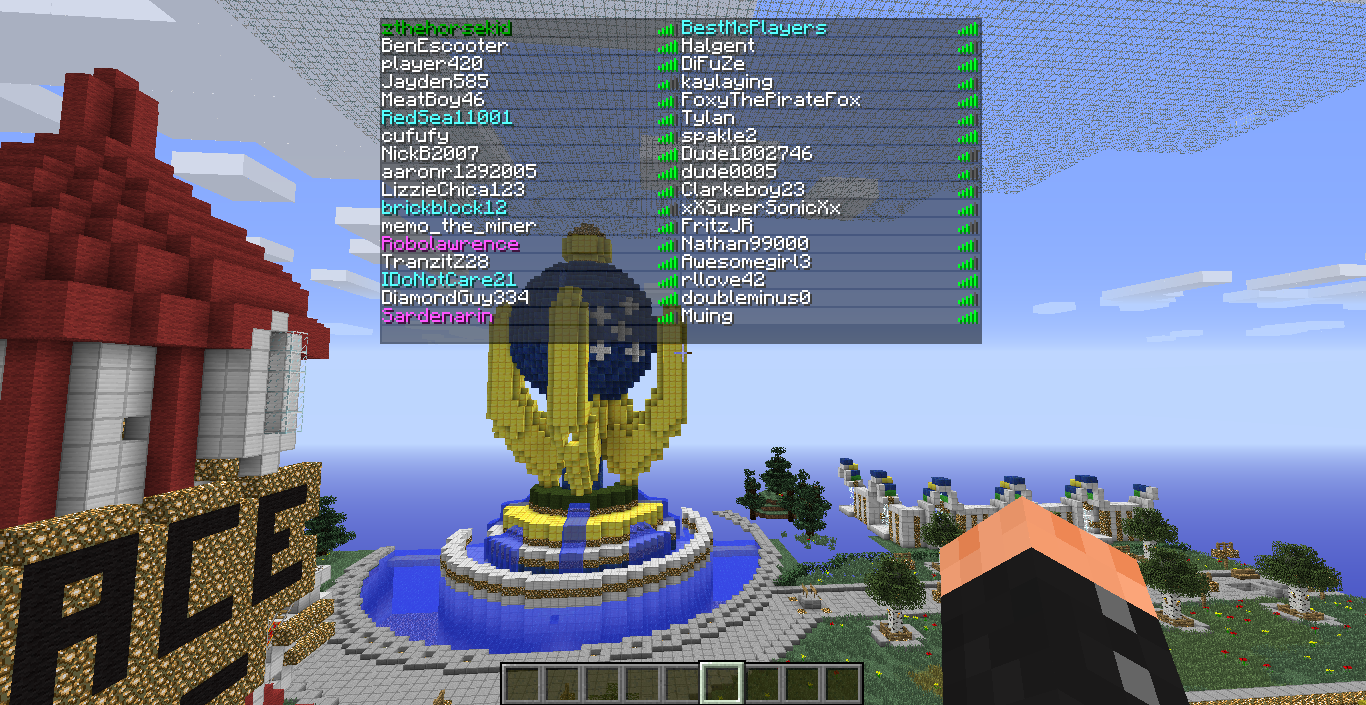 zthehorsekid BestMcPlayers
BenEscooter Halgent
player420 DiFuZe
Jayden585 kaylaying
MeatBoy46 FoxyThePirateFox
RedSea11001 Tylan
cufufy spakle2
NickB2007 Dude1002746
aaronr1292005 dude0005
LizzieChica123 Clarkeboy23
brickblock12 xXSuperSonicXx
memo_the_miner FritzJR
Robolawrence Nathan99000
TranzitZ28 Awesomegirl3
IDoNotCare21 rllove42
DiamondGuy334 doubleminus0
Sardenarin Muing
ACE